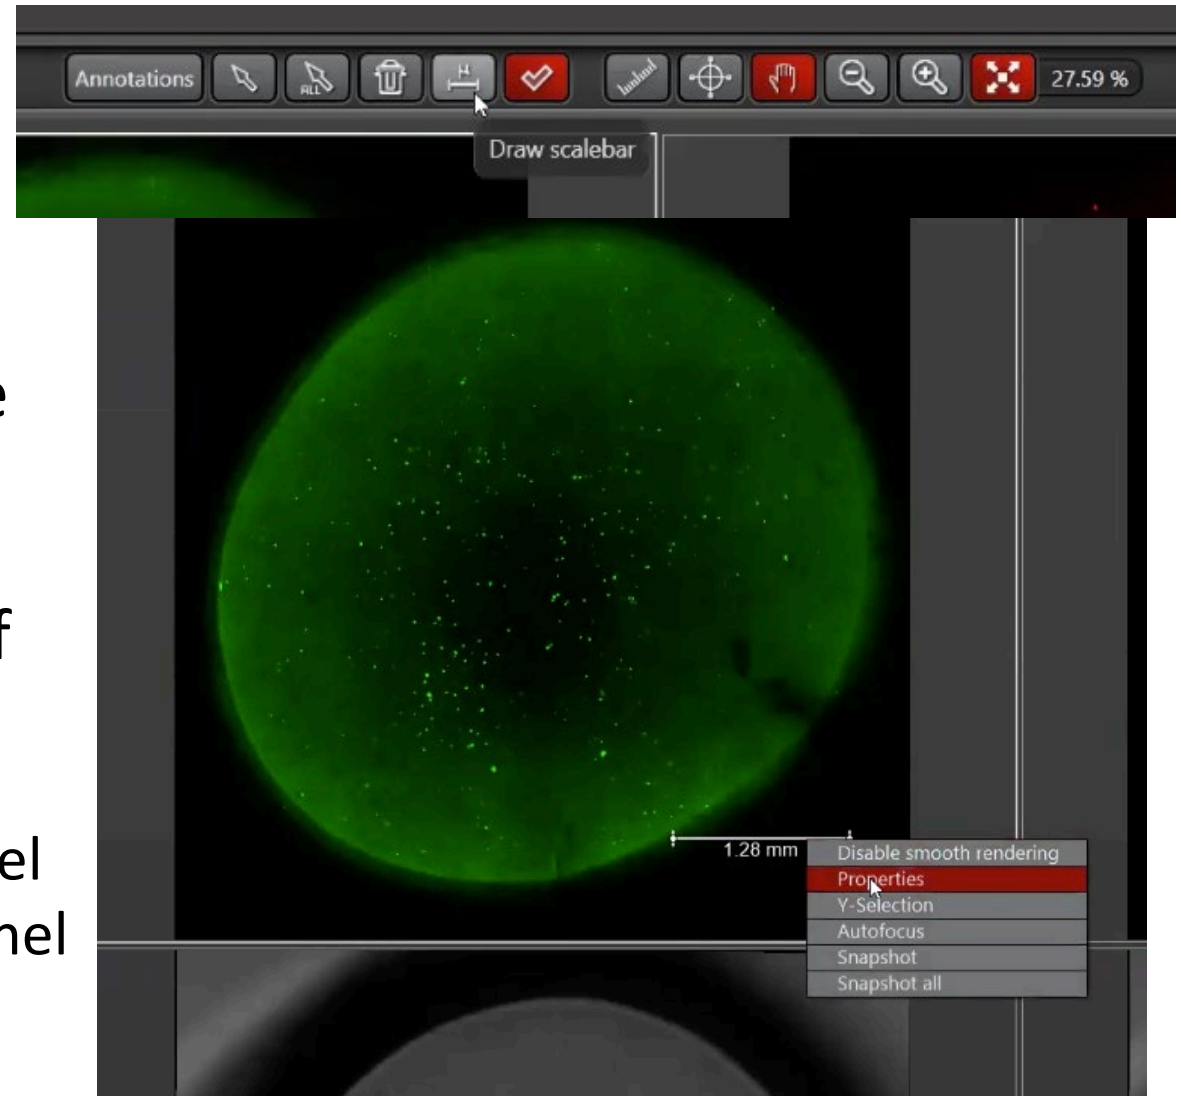 Annotations ALL H 27.59 %
Draw scalebar
el
nel
1.28 mm
Disable smooth rendering
Properties
Y-Selection
Autofocus
Snapshot
Snapshot all